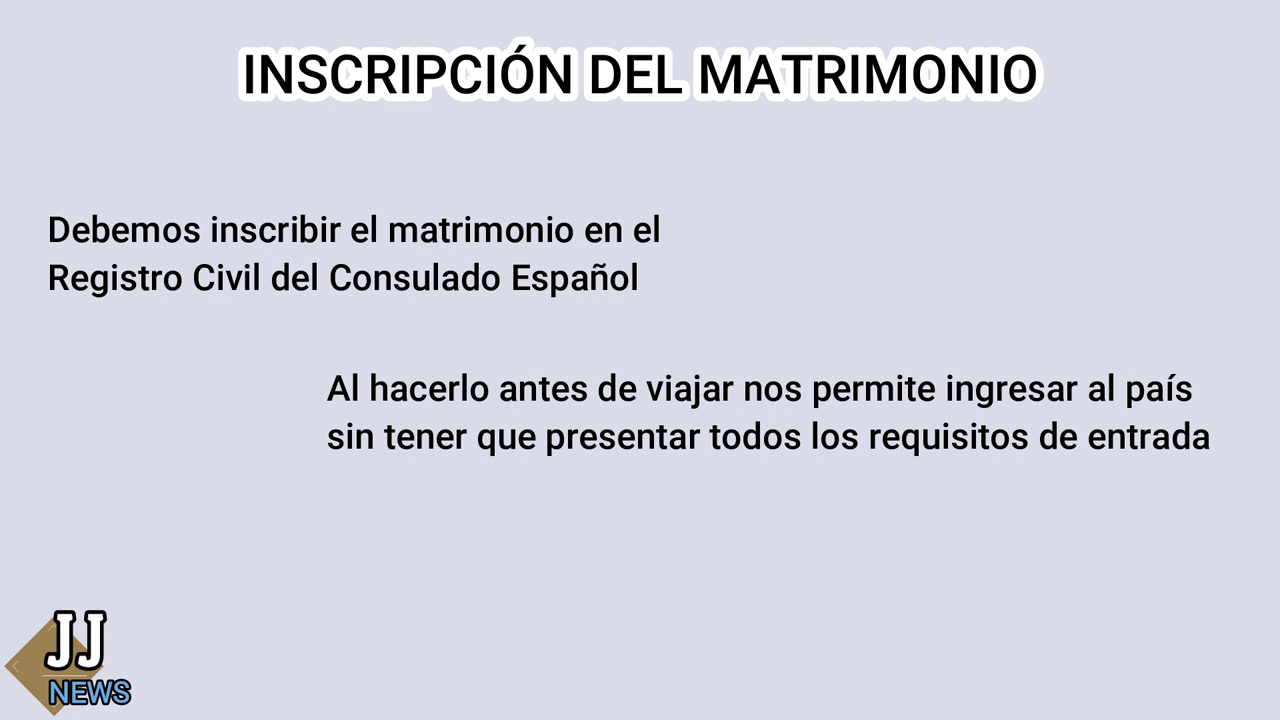 INSCRIPCIÓN DEL MATRIMONIO
Debemos inscribir el matrimonio en el
Registro Civil del Consulado Español
Al hacerlo antes de viajar nos permite ingresar al país
sin tener que presentar todos los requisitos de entrada
JJ
NEWS